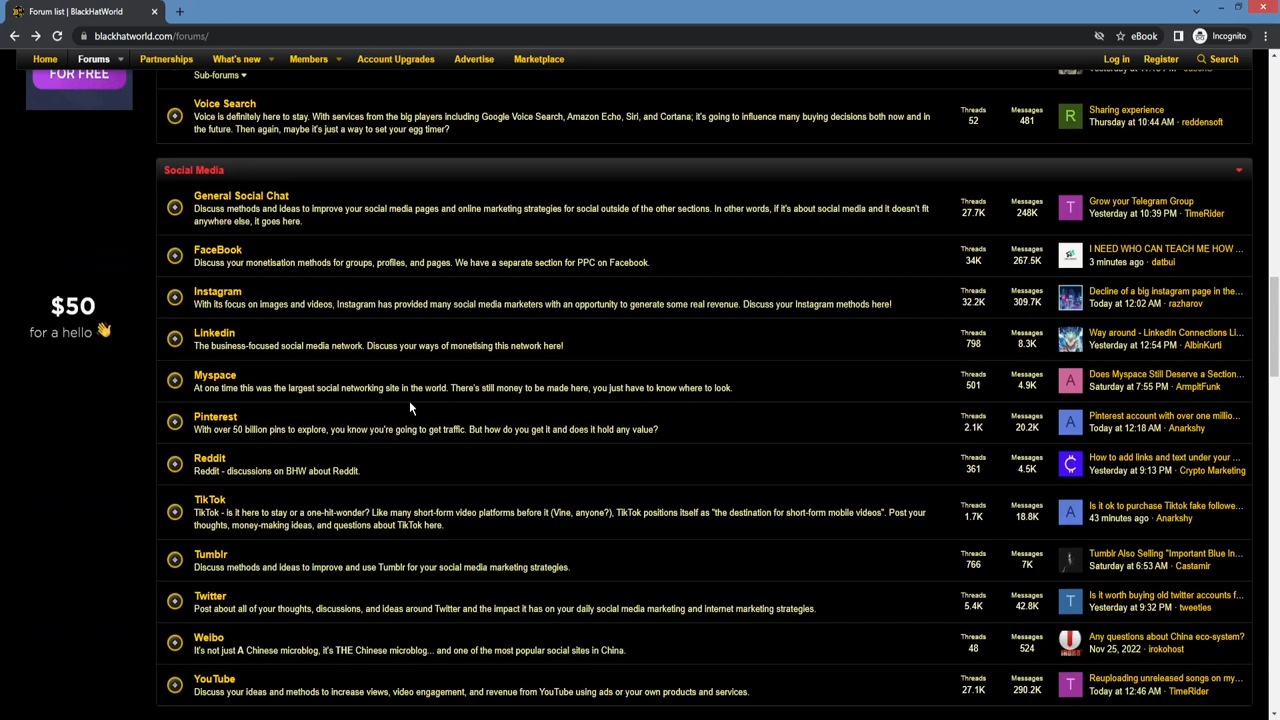 Forum list | BlackHatWorld
blackhatworld.com/forums/
eBook
Incognito
Home
Forums
Partnerships
What's new
Members
Account Upgrades
Advertise
Marketplace
Log in
Register
Search
FOR FREE
$50
for a hello 👋
Sub-forums
Voice Search
Voice is definitely here to stay. With services from the big players including Google Voice Search, Amazon Echo, Siri, and Cortana; it's going to influence many buying decisions both now and in
the future. Then again, maybe it's just a way to set your egg timer?
Threads
52
Messages
481
R
Sharing experience
Thursday at 10:44 AM · reddensoft
Social Media
General Social Chat
Discuss methods and ideas to improve your social media pages and online marketing strategies for social outside of the other sections. In other words, if it's about social media and it doesn't fit
anywhere else, it goes here.
Threads
27.7K
Messages
248K
T
Grow your Telegram Group
Yesterday at 10:39 PM · TimeRider
FaceBook
Discuss your monetisation methods for groups, profiles, and pages. We have a separate section for PPC on Facebook.
Threads
34K
Messages
267.5K
I NEED WHO CAN TEACH ME HOW ...
3 minutes ago · datbui
Instagram
With its focus on images and videos, Instagram has provided many social media marketers with an opportunity to generate some real revenue. Discuss your Instagram methods here!
Threads
32.2K
Messages
309.7K
Decline of a big instagram page in the...
Today at 12:02 AM · razharov
Linkedin
The business-focused social media network. Discuss your ways of monetising this network here!
Threads
798
Messages
8.3K
Way around - LinkedIn Connections Li...
Yesterday at 12:54 PM · AlbinKurti
Myspace
At one time this was the largest social networking site in the world. There's still money to be made here, you just have to know where to look.
Threads
501
Messages
4.9K
A
Does Myspace Still Deserve a Section...
Saturday at 7:55 PM · ArmpitFunk
Pinterest
With over 50 billion pins to explore, you know you're going to get traffic. But how do you get it and does it hold any value?
Threads
2.1K
Messages
20.2K
A
Pinterest account with over one millio...
Today at 12:18 AM · Anarkshy
Reddit
Reddit - discussions on BHW about Reddit.
Threads
361
Messages
4.5K
How to add links and text under your ...
Yesterday at 9:13 PM · Crypto Marketing
TikTok
TikTok - is it here to stay or a one-hit-wonder? Like many short-form video platforms before it (Vine, anyone?), TikTok positions itself as "the destination for short-form mobile videos". Post your
thoughts, money-making ideas, and questions about TikTok here.
Threads
1.7K
Messages
18.8K
A
Is it ok to purchase Tiktok fake followe...
43 minutes ago · Anarkshy
Tumblr
Discuss methods and ideas to improve and use Tumblr for your social media marketing strategies.
Threads
766
Messages
7K
Tumblr Also Selling "Important Blue In...
Saturday at 6:53 AM · Castamir
Twitter
Post about all of your thoughts, discussions, and ideas around Twitter and the impact it has on your daily social media marketing and internet marketing strategies.
Threads
5.4K
Messages
42.8K
T
Is it worth buying old twitter accounts f...
Yesterday at 9:32 PM · tweeties
Weibo
It's not just A Chinese microblog, it's THE Chinese microblog... and one of the most popular social sites in China.
Threads
48
Messages
524
Any questions about China eco-system?
Nov 25, 2022 · irokohost
YouTube
Discuss your ideas and methods to increase views, video engagement, and revenue from YouTube using ads or your own products and services.
Threads
27.1K
Messages
290.2K
T
Reuploading unreleased songs on my...
Today at 12:46 AM · TimeRider